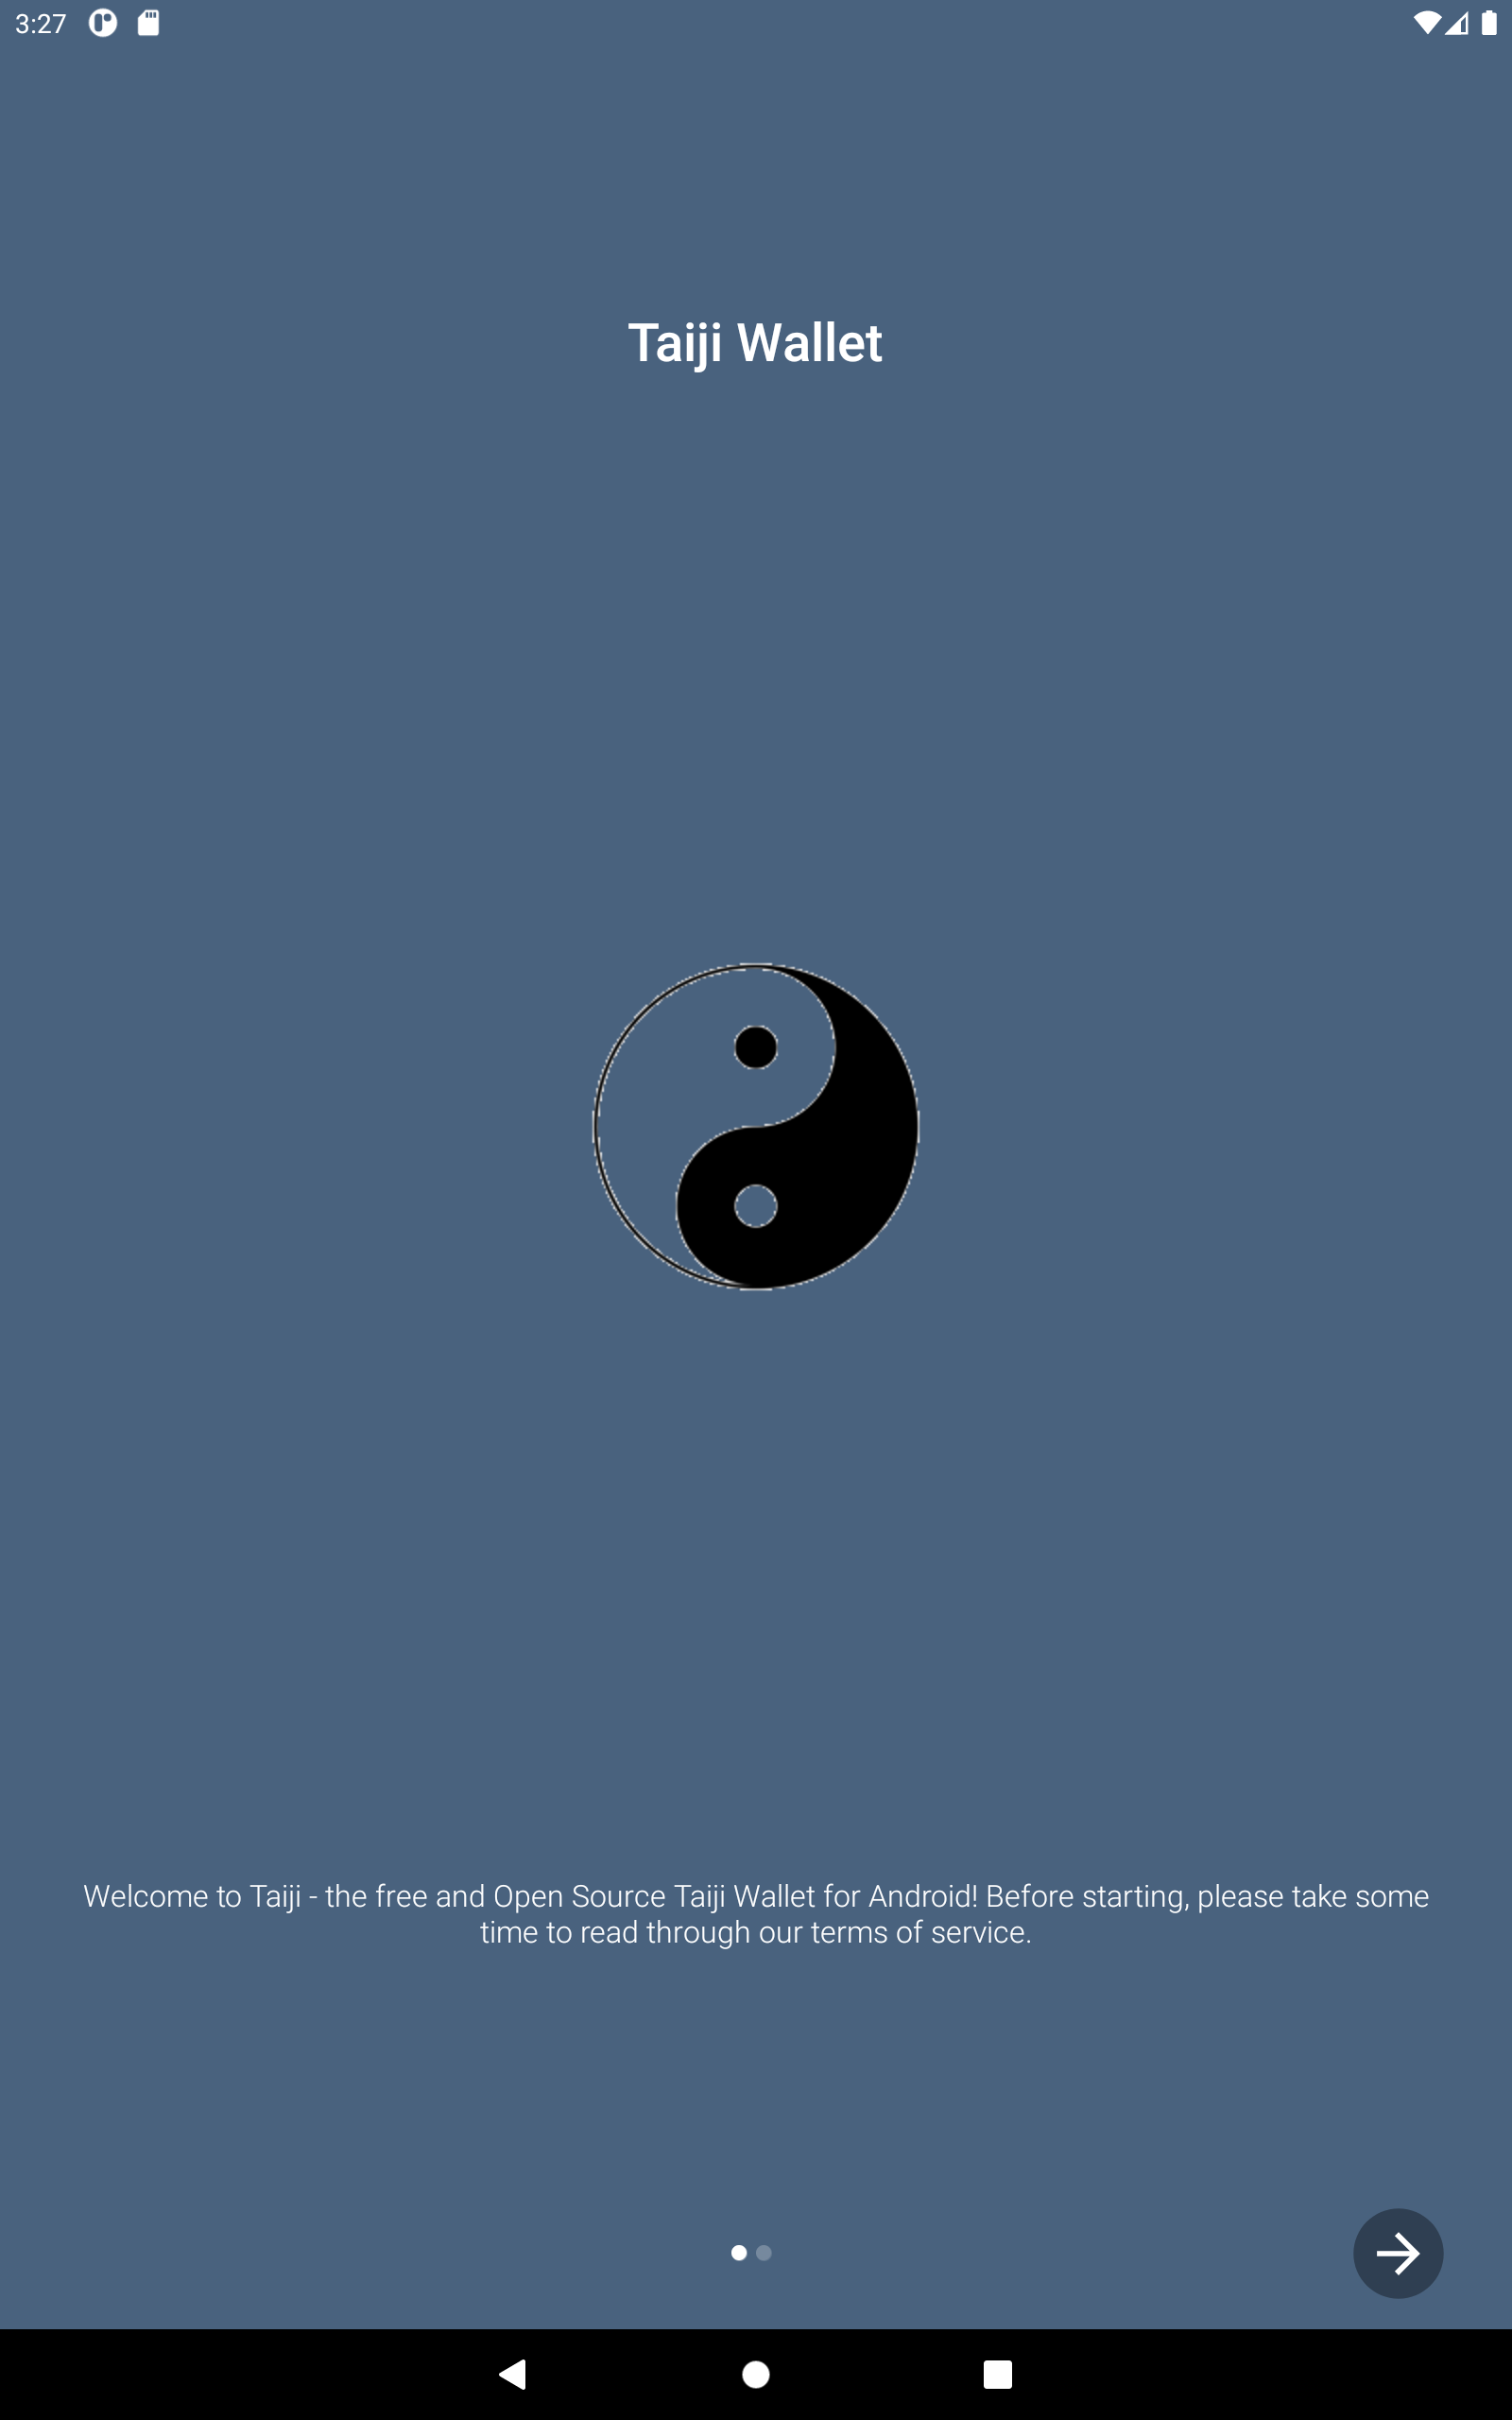 3:27
Taiji Wallet
Welcome to Taiji - the free and Open Source Taiji Wallet for Android! Before starting, please take some
time to read through our terms of service.